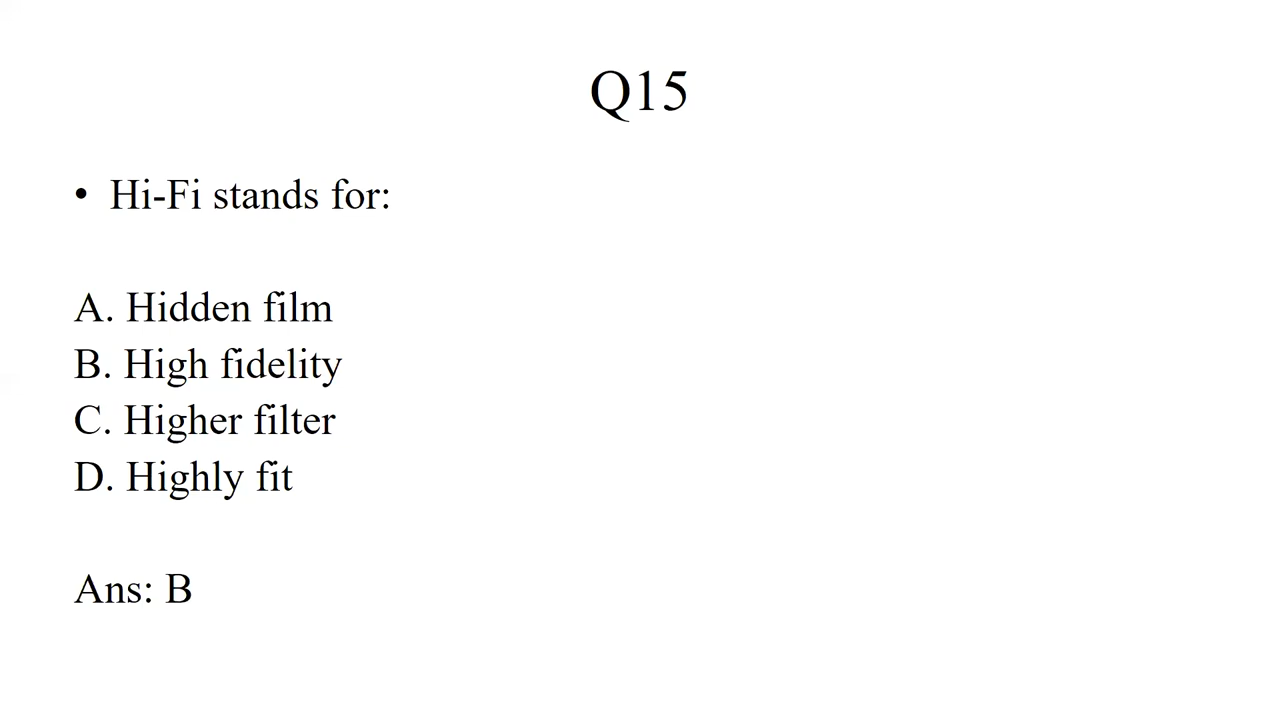 Q15
• Hi-Fi stands for:
A. Hidden film
B. High fidelity
C. Higher filter
D. Highly fit
Ans: B